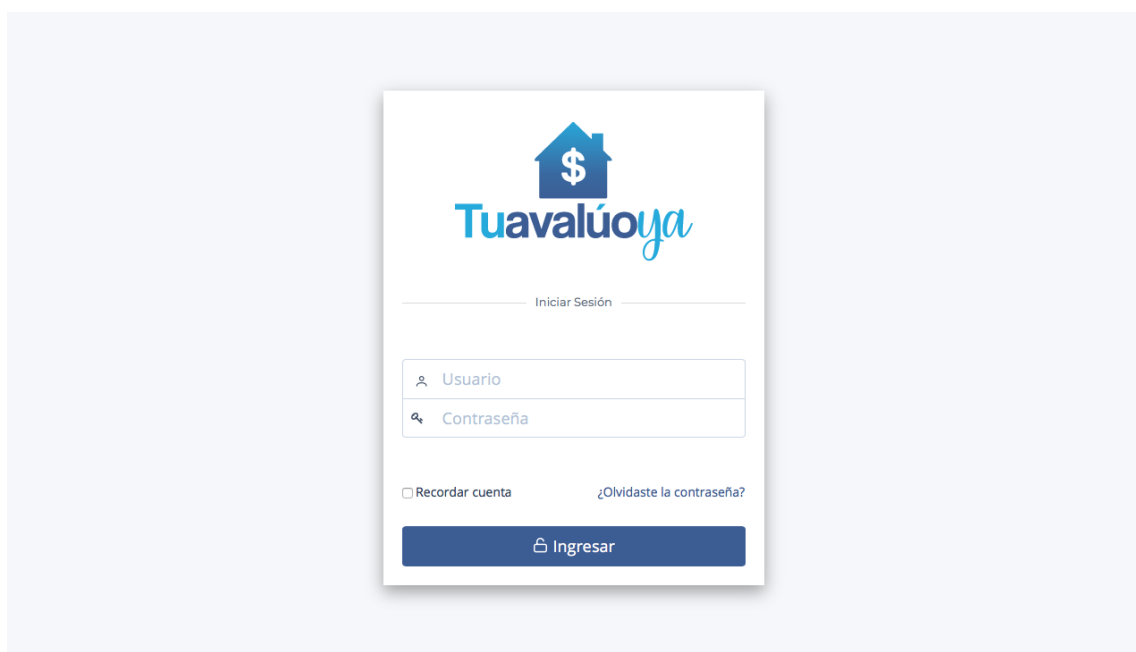 $
Tuavalúoya
Iniciar Sesión
Usuario
Contraseña
Recordar cuenta ¿Olvidaste la contraseña?
Ingresar